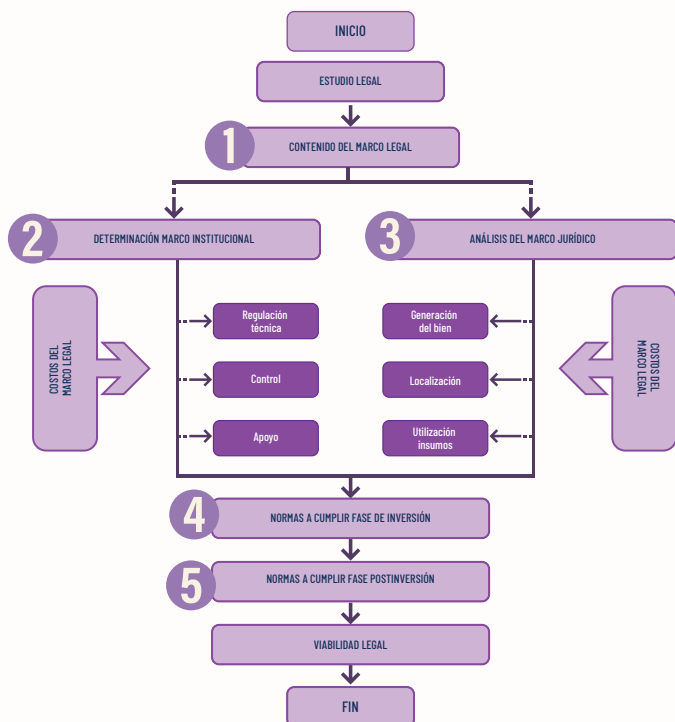 INICIO
ESTUDIO LEGAL
1
CONTENIDO DEL MARCO LEGAL
2
DETERMINACIÓN MARCO INSTITUCIONAL
3
ANÁLISIS DEL MARCO JURÍDICO
COSTOS DEL
MARCO LEGAL
Regulación
técnica
Control
Apoyo
Generación
del bien
Localización
Utilización
insumos
COSTOS DEL
MARCO LEGAL
4
NORMAS A CUMPLIR FASE DE INVERSIÓN
5
NORMAS A CUMPLIR FASE POSTINVERSIÓN
VIABILIDAD LEGAL
FIN